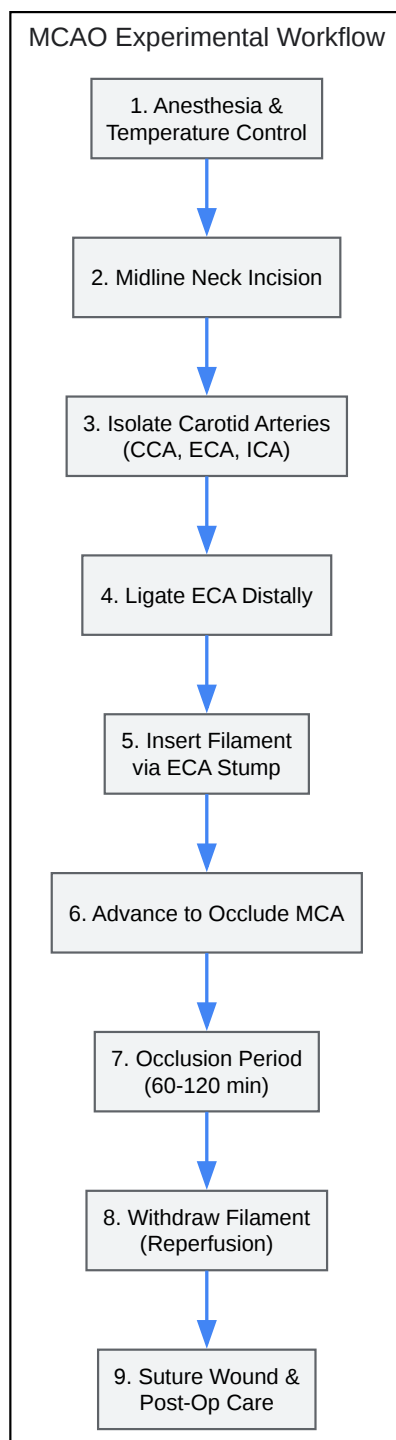 MCAO Experimental Workflow
1. Anesthesia &
Temperature Control
2. Midline Neck Incision
3. Isolate Carotid Arteries
(CCA, ECA, ICA)
4. Ligate ECA Distally
5. Insert Filament
via ECA Stump
6. Advance to Occlude MCA
7. Occlusion Period
(60-120 min)
8. Withdraw Filament
(Reperfusion)
9. Suture Wound &
Post-Op Care